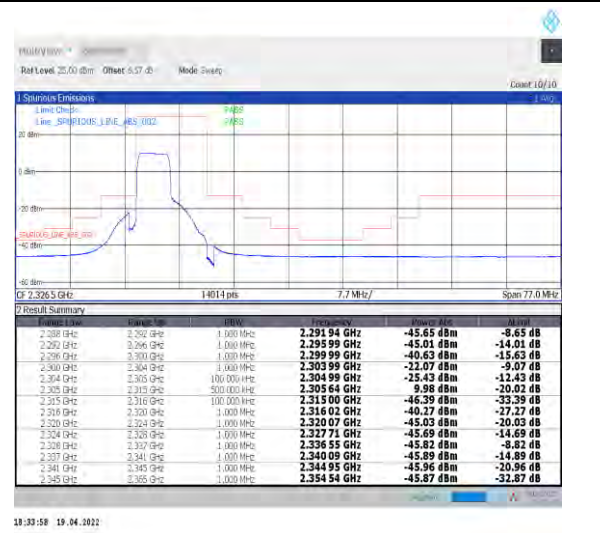 MultiView
Ref Level 25.00 dBm Offset 6.57 dB Mode Sweep
Count 10/10
1 Spurious Emissions 1 Avg
Limit Check PASS
Line _SPURIOUS_LINE_ABS_002 PASS
20 dBm
0 dBm
-20 dBm
-40 dBm
-60 dBm
CF 2.3265 GHz 14014 pts 7.7 MHz/ Span 77.0 MHz
2 Result Summary
Range Low Range Up RBW Frequency Power Abs ΔLimit
2.288 GHz 2.292 GHz 1.000 MHz 2.291 94 GHz -45.65 dBm -8.65 dB
2.292 GHz 2.296 GHz 1.000 MHz 2.295 99 GHz -45.01 dBm -14.01 dB
2.296 GHz 2.300 GHz 1.000 MHz 2.299 99 GHz -40.63 dBm -15.63 dB
2.300 GHz 2.304 GHz 1.000 MHz 2.303 99 GHz -22.07 dBm -9.07 dB
2.304 GHz 2.305 GHz 100.000 kHz 2.304 99 GHz -25.43 dBm -12.43 dB
2.305 GHz 2.315 GHz 500.000 kHz 2.305 64 GHz 9.98 dBm -20.02 dB
2.315 GHz 2.316 GHz 100.000 kHz 2.315 00 GHz -46.39 dBm -33.39 dB
2.316 GHz 2.320 GHz 1.000 MHz 2.316 02 GHz -40.27 dBm -27.27 dB
2.320 GHz 2.324 GHz 1.000 MHz 2.320 07 GHz -45.03 dBm -20.03 dB
2.324 GHz 2.328 GHz 1.000 MHz 2.327 71 GHz -45.69 dBm -14.69 dB
2.328 GHz 2.337 GHz 1.000 MHz 2.336 55 GHz -45.82 dBm -8.82 dB
2.337 GHz 2.341 GHz 1.000 MHz 2.340 09 GHz -45.89 dBm -14.89 dB
2.341 GHz 2.345 GHz 1.000 MHz 2.344 95 GHz -45.96 dBm -20.96 dB
2.345 GHz 2.365 GHz 1.000 MHz 2.354 54 GHz -45.87 dBm -32.87 dB
18:33:58 19.04.2022